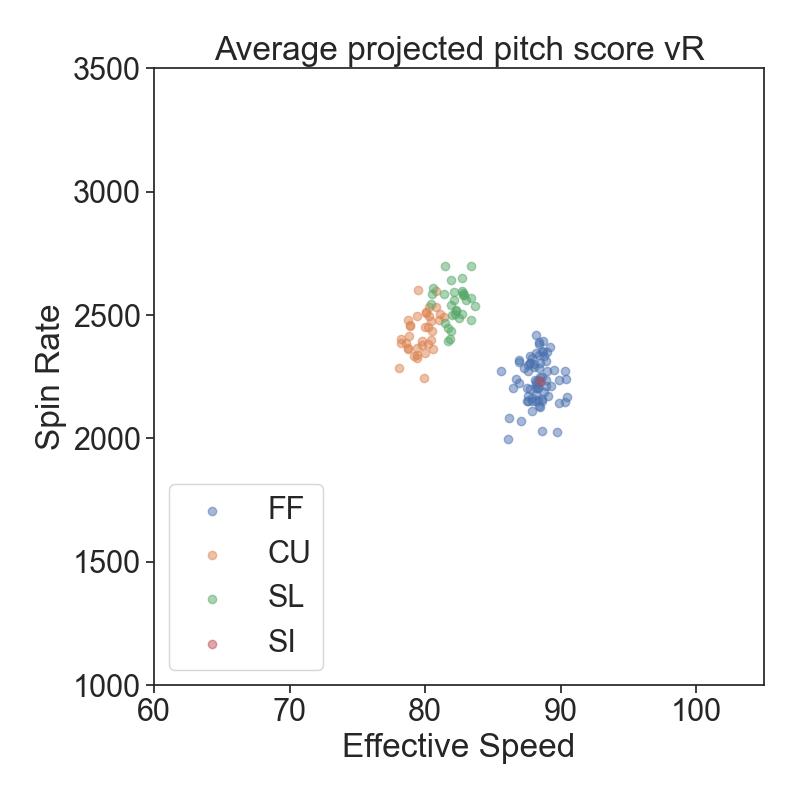 Average projected pitch score vR
3500
3000
2500
2000
1500
1000
Spin Rate
FF
CU
SL
SI
60 70 80 90 100
Effective Speed